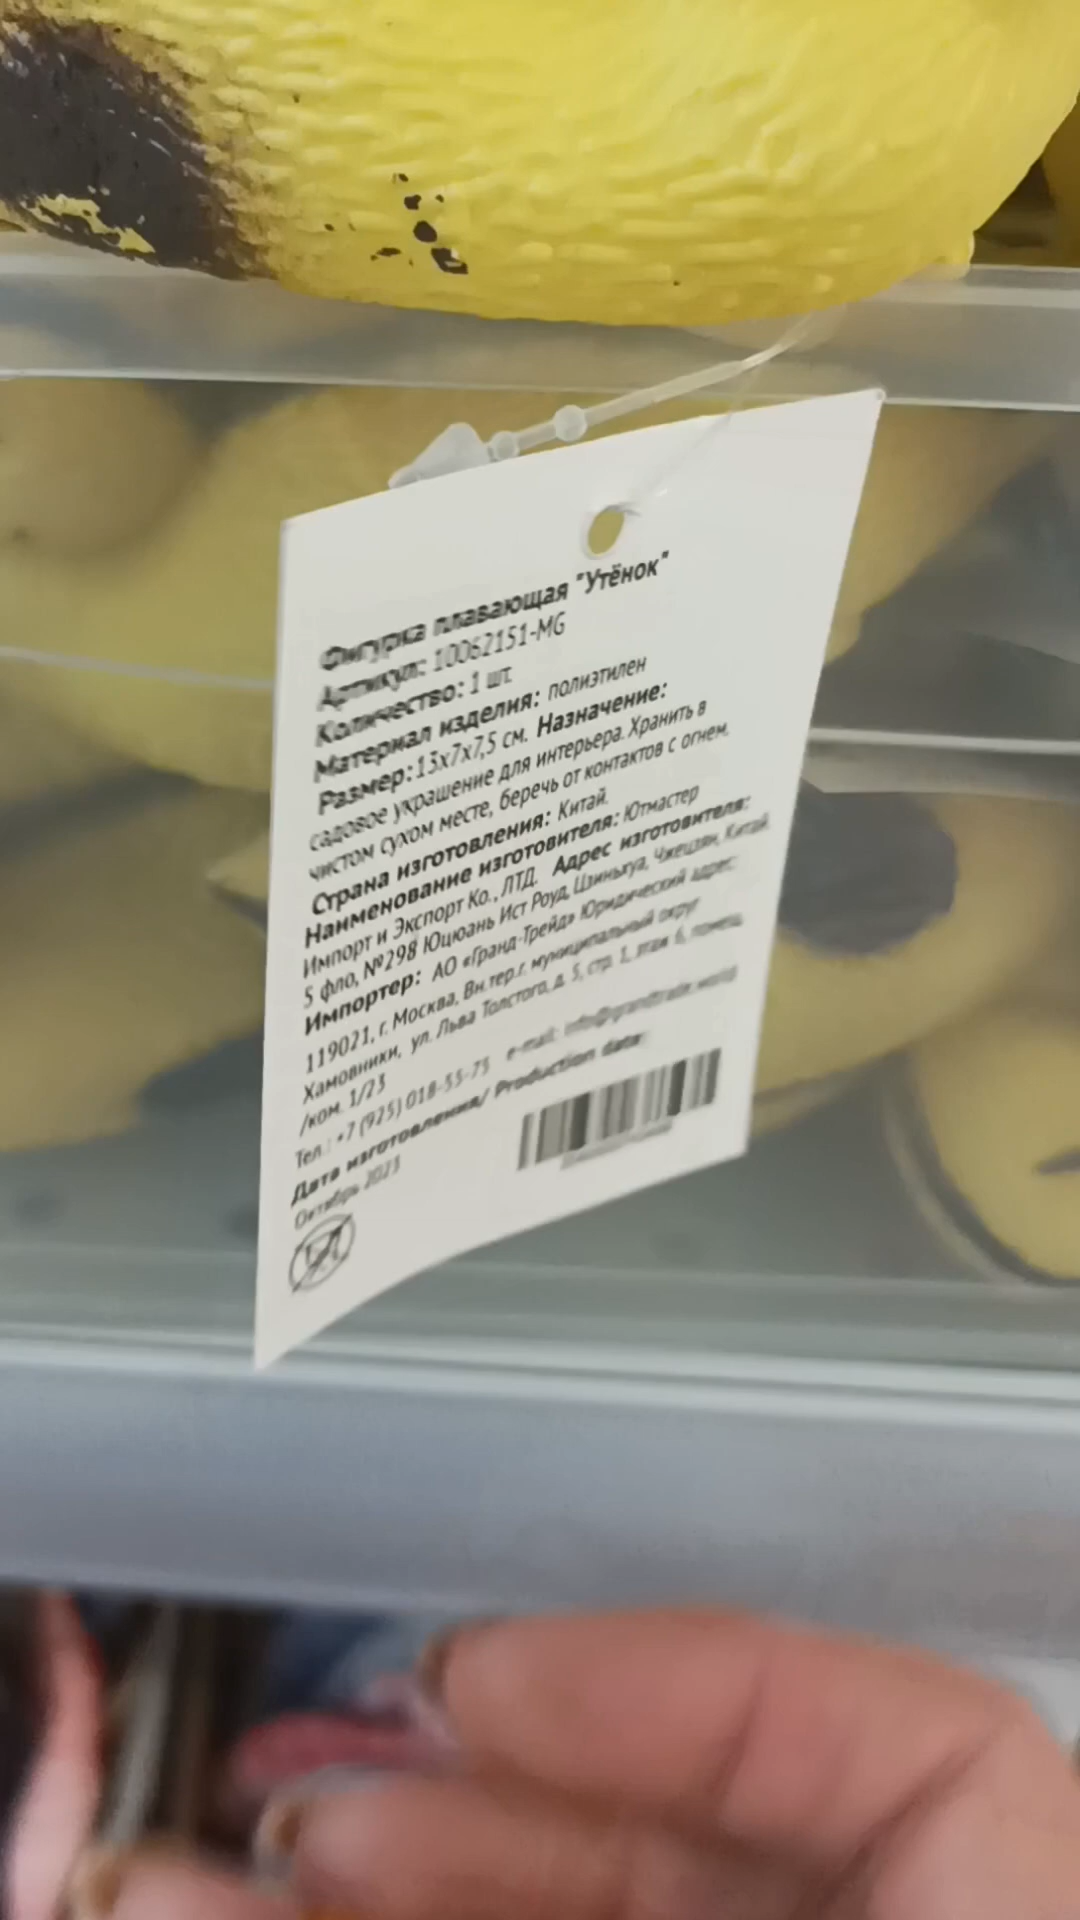 Фигурка плавающая "Утёнок"
Артикул: 10062151-MG
Количество: 1 шт.
Материал изделия: полиэтилен
Размер: 13x7x7,5 см. Назначение:
садовое украшение для интерьера. Хранить в
чистом сухом месте, беречь от контактов с огнем.
Страна изготовления: Китай.
Наименование изготовителя: Ютмастер
Импорт и Экспорт Ко., ЛТД. Адрес изготовителя:
5 фло, №298 Юцюань Ист Роуд, Цзиньхуа, Чжецзян, Китай.
Импортер: АО «Гранд-Трейд» Юридический адрес:
119021, г. Москва, Вн.тер.г. муниципальный округ
Хамовники, ул. Льва Толстого, д. 5, стр. 1, этаж 6, помещ.
/ком. 1/23
Тел.: +7 (925) 018-55-75 e-mail: info@grandtrade.world
Дата изготовления/ Production data:
Октябрь 2023